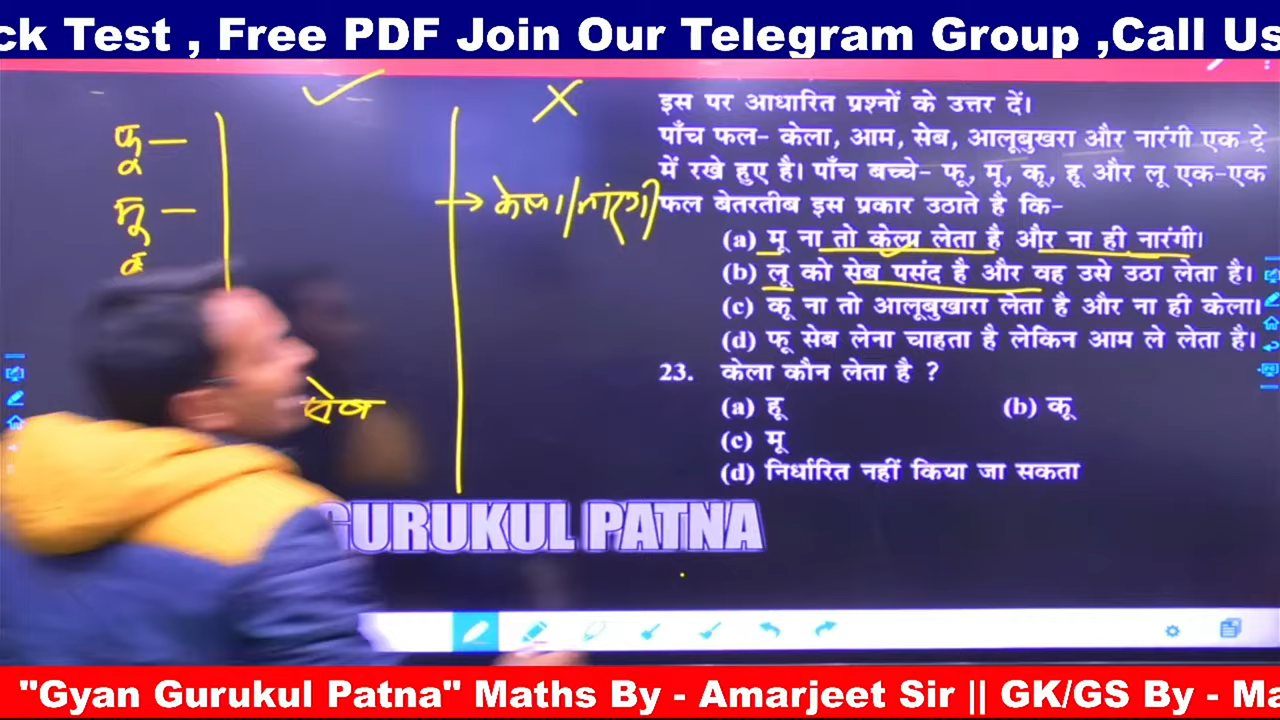 ck Test , Free PDF Join Our Telegram Group ,Call Us
✓
X
फू —
मू —
→ केला/नारंगी
सेब
इस पर आधारित प्रश्नों के उत्तर दें।
पाँच फल- केला, आम, सेब, आलूबुखरा और नारंगी एक ट्रे
में रखे हुए है। पाँच बच्चे- फू, मू, कू, हू और लू एक-एक
फल बेतरतीब इस प्रकार उठाते है कि-
(a) मू ना तो केला लेता है और ना ही नारंगी।
(b) लू को सेब पसंद है और वह उसे उठा लेता है।
(c) कू ना तो आलूबुखारा लेता है और ना ही केला।
(d) फू सेब लेना चाहता है लेकिन आम ले लेता है।
23. केला कौन लेता है ?
(a) हू (b) कू
(c) मू
(d) निर्धारित नहीं किया जा सकता
GURUKUL PATNA
"Gyan Gurukul Patna" Maths By - Amarjeet Sir || GK/GS By - Ma